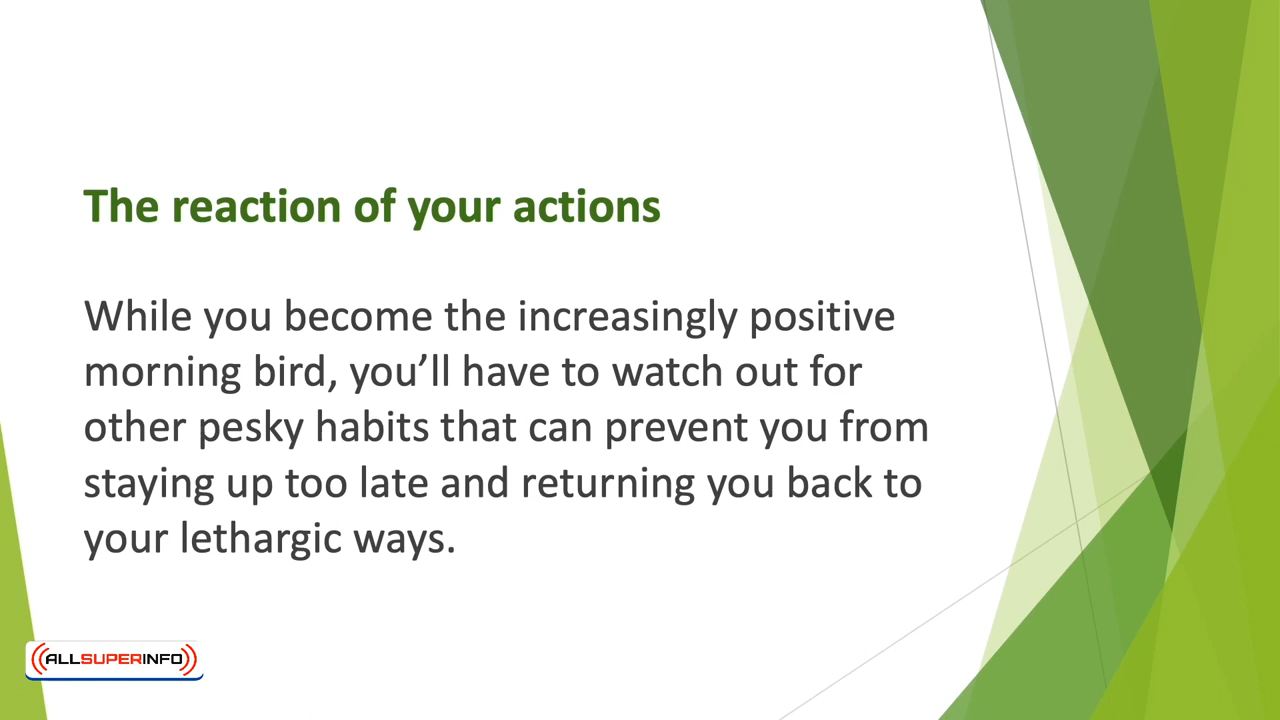 The reaction of your actions
While you become the increasingly positive
morning bird, you’ll have to watch out for
other pesky habits that can prevent you from
staying up too late and returning you back to
your lethargic ways.
ALLSUPERINFO